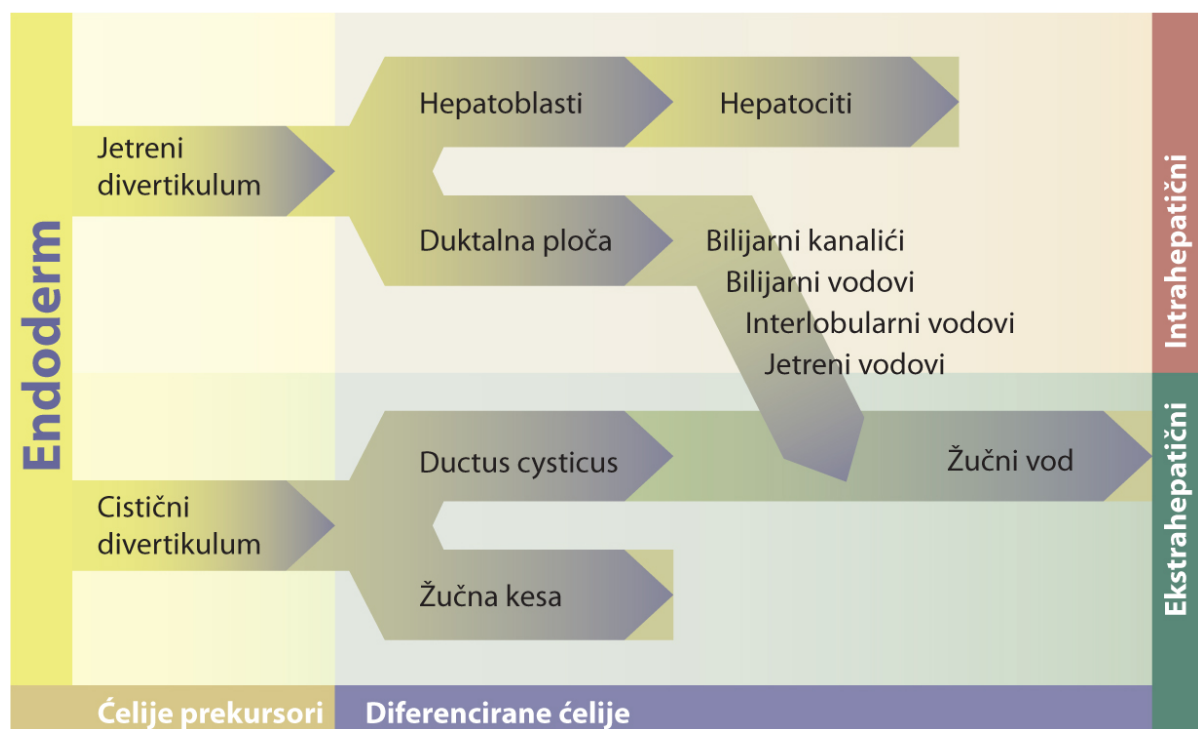 Endoderm
Jetreni
divertikulum
Hepatoblasti
Hepatociti
Duktalna ploča
Bilijarni kanalići
Bilijarni vodovi
Interlobularni vodovi
Jetreni vodovi
Intrahepatični
Cistični
divertikulum
Ductus cysticus
Žučni vod
Žučna kesa
Ekstrahepatični
Ćelije prekursori
Diferencirane ćelije